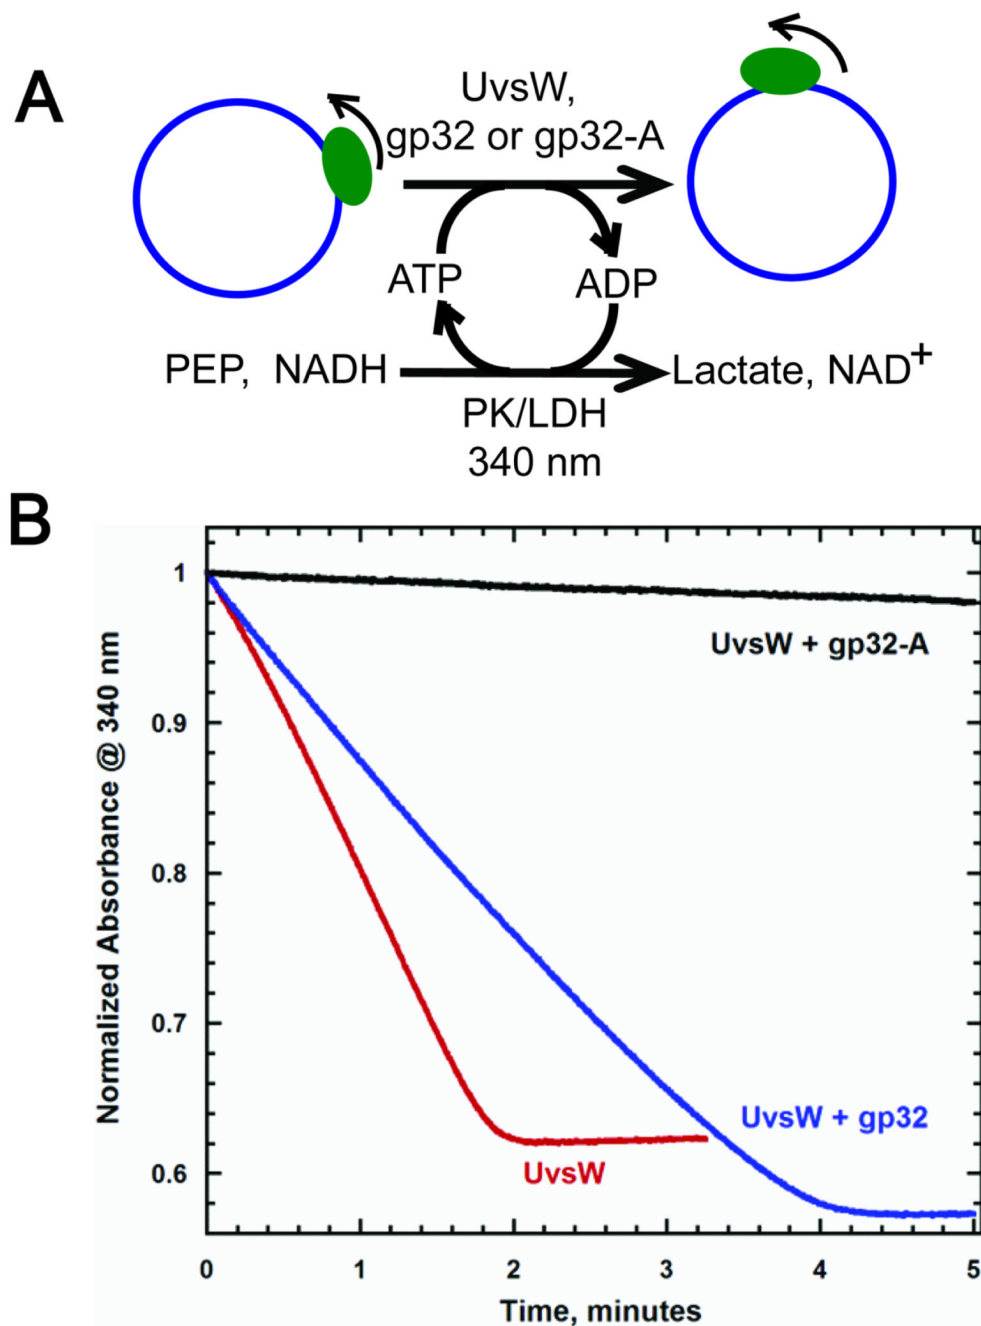 A
UvsW,
gp32 or gp32-A
ATP
ADP
PEP, NADH
Lactate, NAD⁺
PK/LDH
340 nm
B
Normalized Absorbance @ 340 nm
1
0.9
0.8
0.7
0.6
UvsW + gp32-A
UvsW + gp32
UvsW
0 1 2 3 4 5
Time, minutes